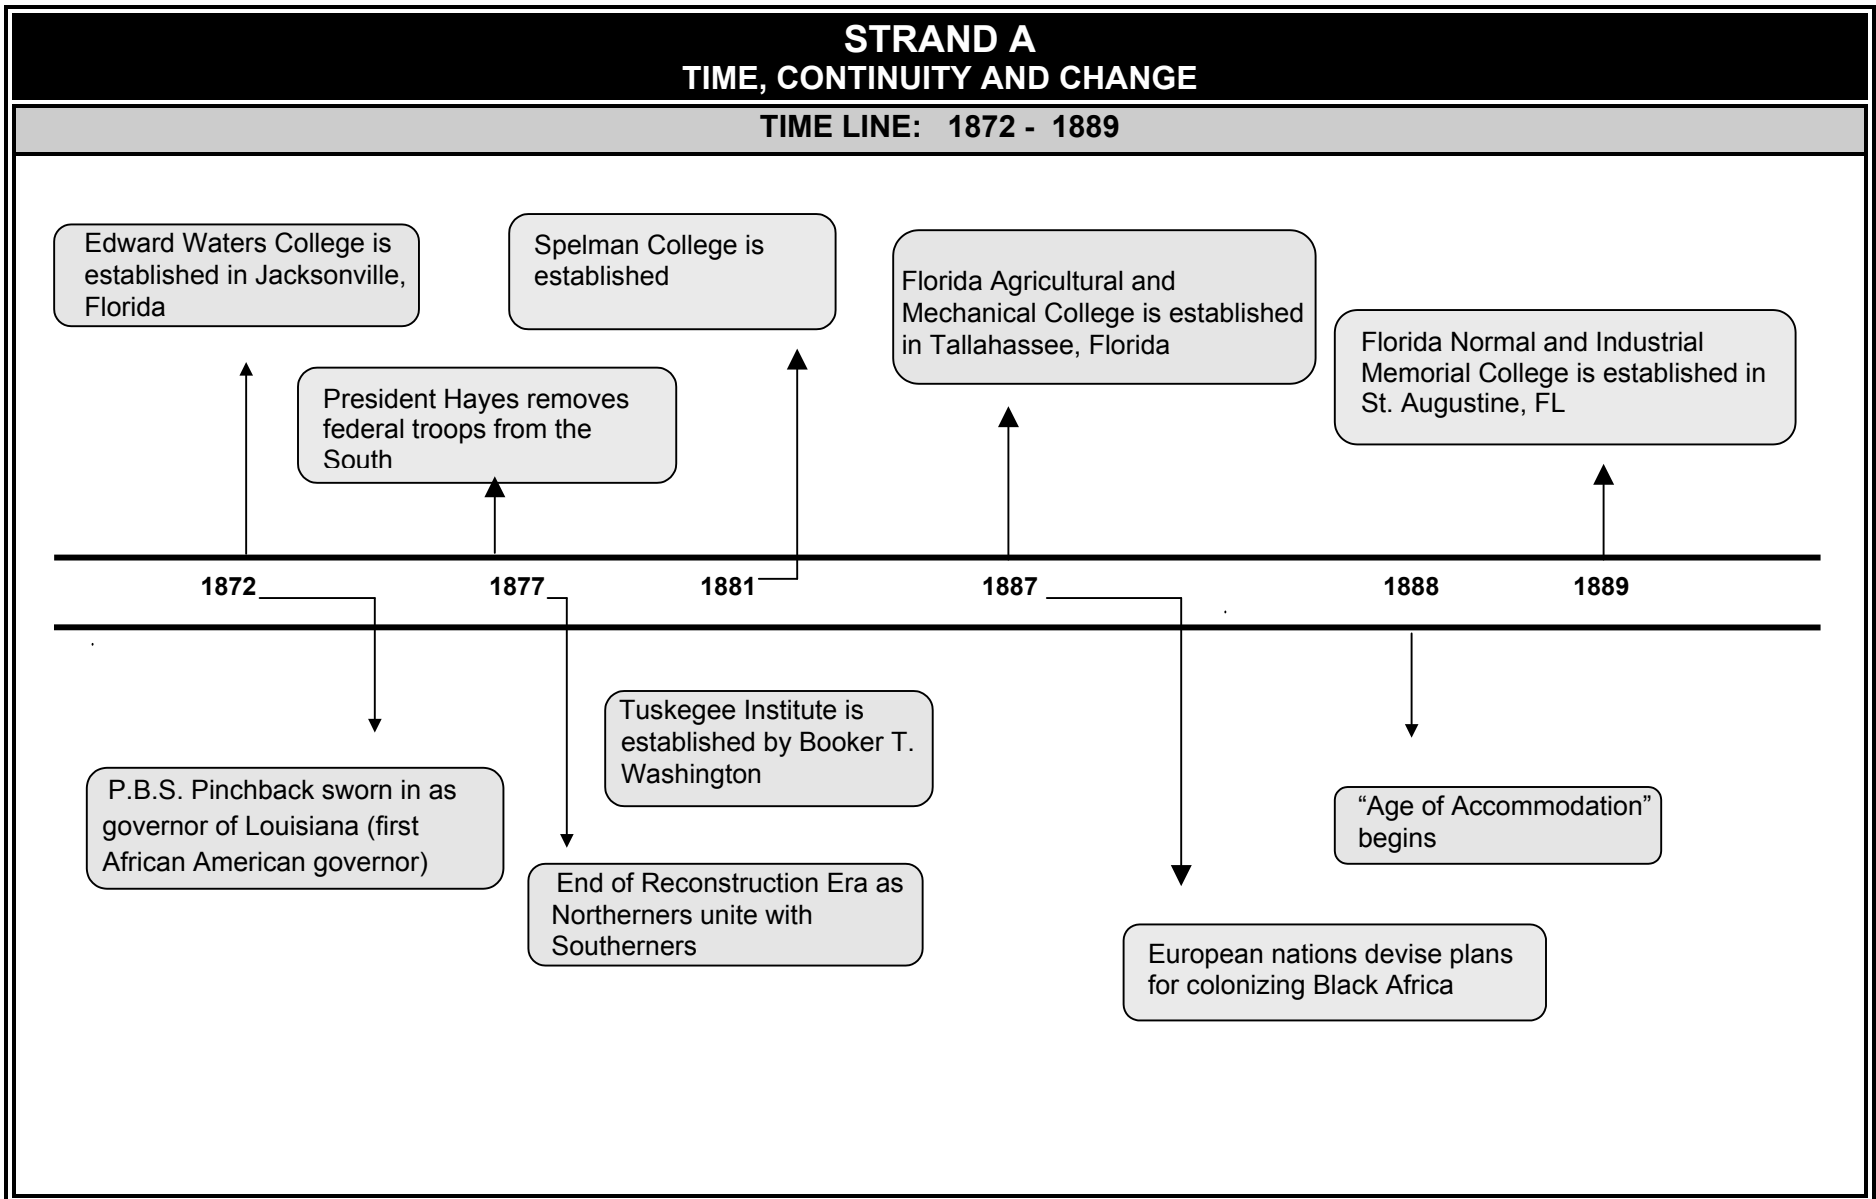 STRAND A
TIME, CONTINUITY AND CHANGE
TIME LINE: 1872 - 1889
Edward Waters College is
established in Jacksonville,
Florida
President Hayes removes
federal troops from the
South
Spelman College is
established
Florida Agricultural and
Mechanical College is established
in Tallahassee, Florida
Florida Normal and Industrial
Memorial College is established in
St. Augustine, FL
1872
1877
1881
1887
1888
1889
P.B.S. Pinchback sworn in as
governor of Louisiana (first
African American governor)
Tuskegee Institute is
established by Booker T.
Washington
End of Reconstruction Era as
Northerners unite with
Southerners
“Age of Accommodation”
begins
European nations devise plans
for colonizing Black Africa